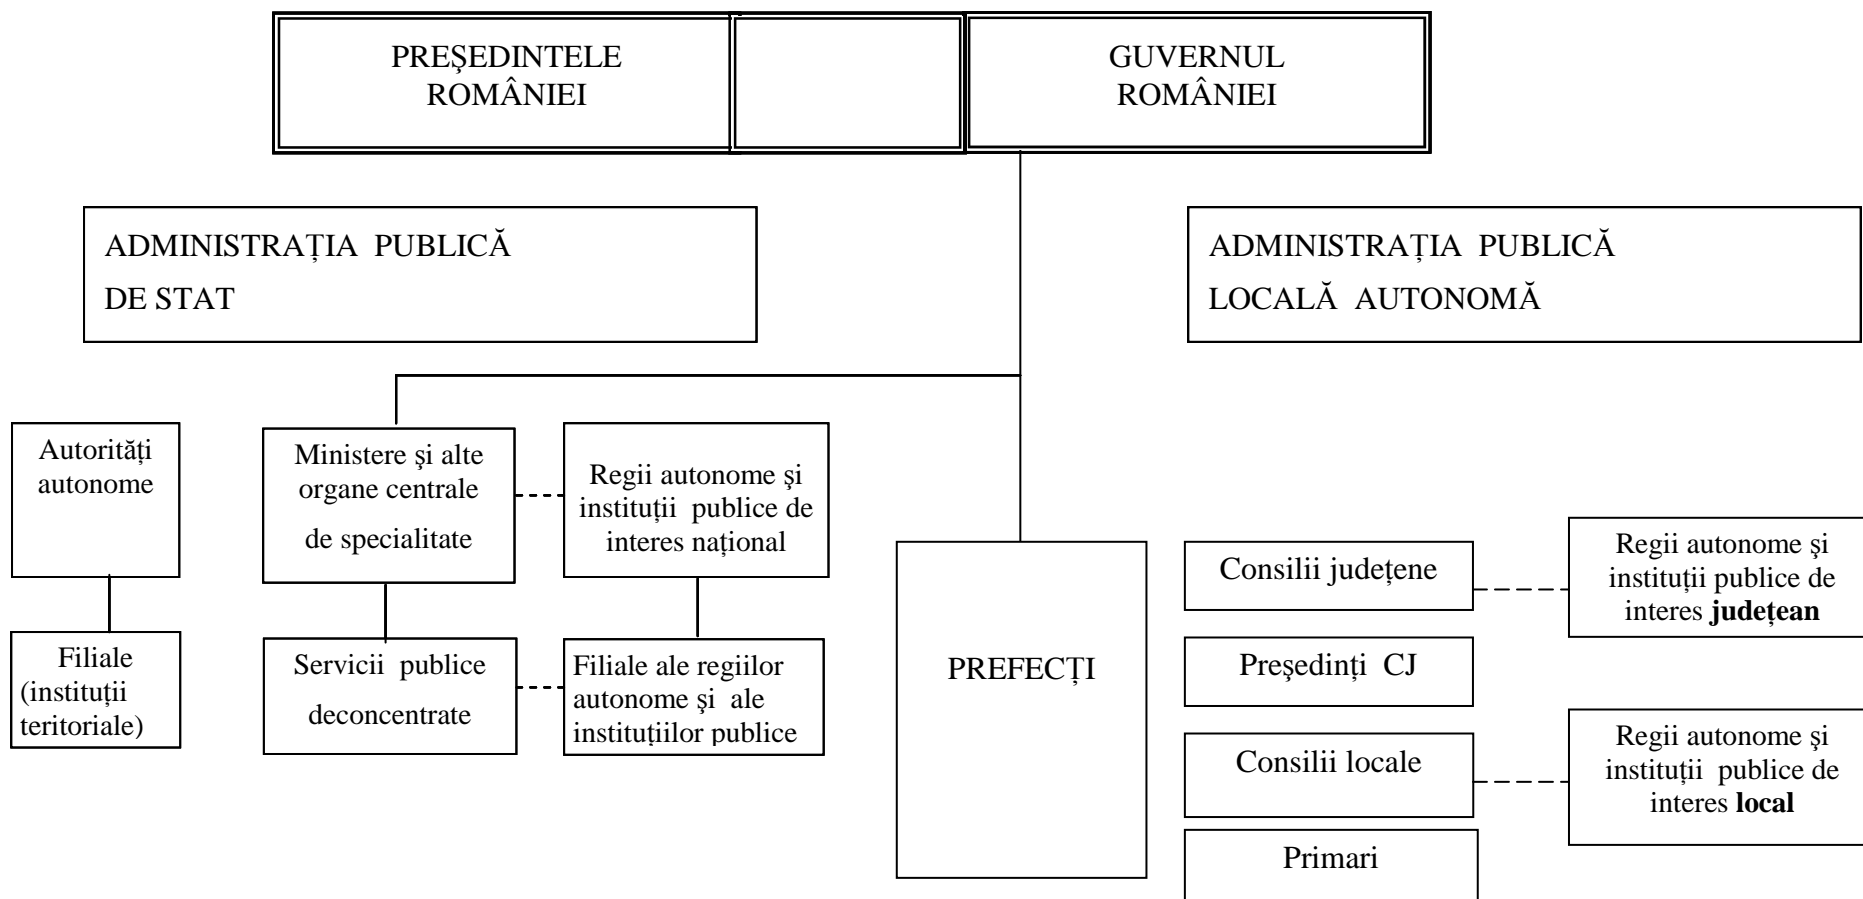 PREŞEDINTELE
ROMÂNIEI
GUVERNUL
ROMÂNIEI
ADMINISTRAȚIA PUBLICĂ
DE STAT
ADMINISTRAȚIA PUBLICĂ
LOCALĂ AUTONOMĂ
Autorități
autonome
Ministere şi alte
organe centrale
de specialitate
Regii autonome şi
instituții publice de
interes național
Filiale
(instituții
teritoriale)
Servicii publice
deconcentrate
Filiale ale regiilor
autonome şi ale
instituțiilor publice
PREFECȚI
Consilii județene
Regii autonome şi
instituții publice de
interes județean
Preşedinți CJ
Consilii locale
Regii autonome şi
instituții publice de
interes local
Primari